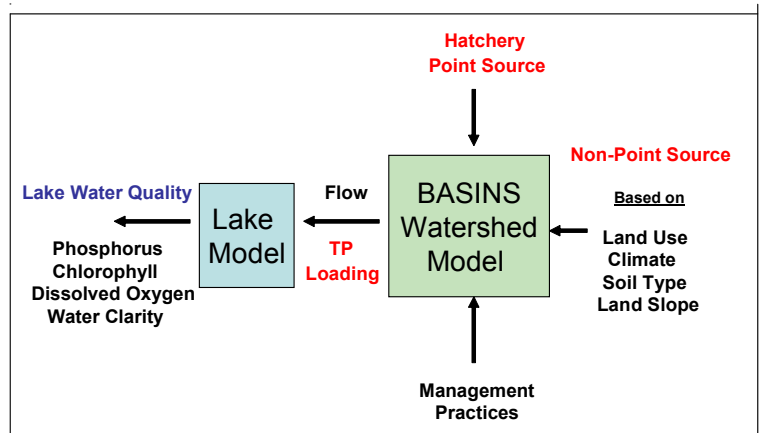 Hatchery
Point Source
Non-Point Source
Based on
Land Use
Climate
Soil Type
Land Slope
BASINS
Watershed
Model
Flow
TP
Loading
Lake
Model
Lake Water Quality
Phosphorus
Chlorophyll
Dissolved Oxygen
Water Clarity
Management
Practices